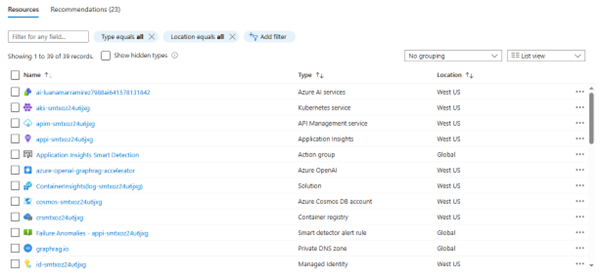 Resources Recommendations (23)
Filter for any field... Type equals all Location equals all Add filter
Showing 1 to 39 of 39 records. Show hidden types No grouping List view
Name Type Location
Azure AI services West US
aks-smtxoz24u6jxg Kubernetes service West US
apim-smtxoz24u6jxg API Management service West US
appi-smtxoz24u6jxg Application Insights West US
Application Insights Smart Detection Action group Global
azure-openai-graphrag-accelerator Azure OpenAI West US
ContainerInsights(log-smtxoz24u6jxg) Solution West US
cosmos-smtxoz24u6jxg Azure Cosmos DB account West US
crsmtxoz24u6jxg Container registry West US
Failure Anomalies - appi-smtxoz24u6jxg Smart detector alert rule Global
graphrag.io Private DNS zone Global
id-smtxoz24u6jxg Managed Identity West US